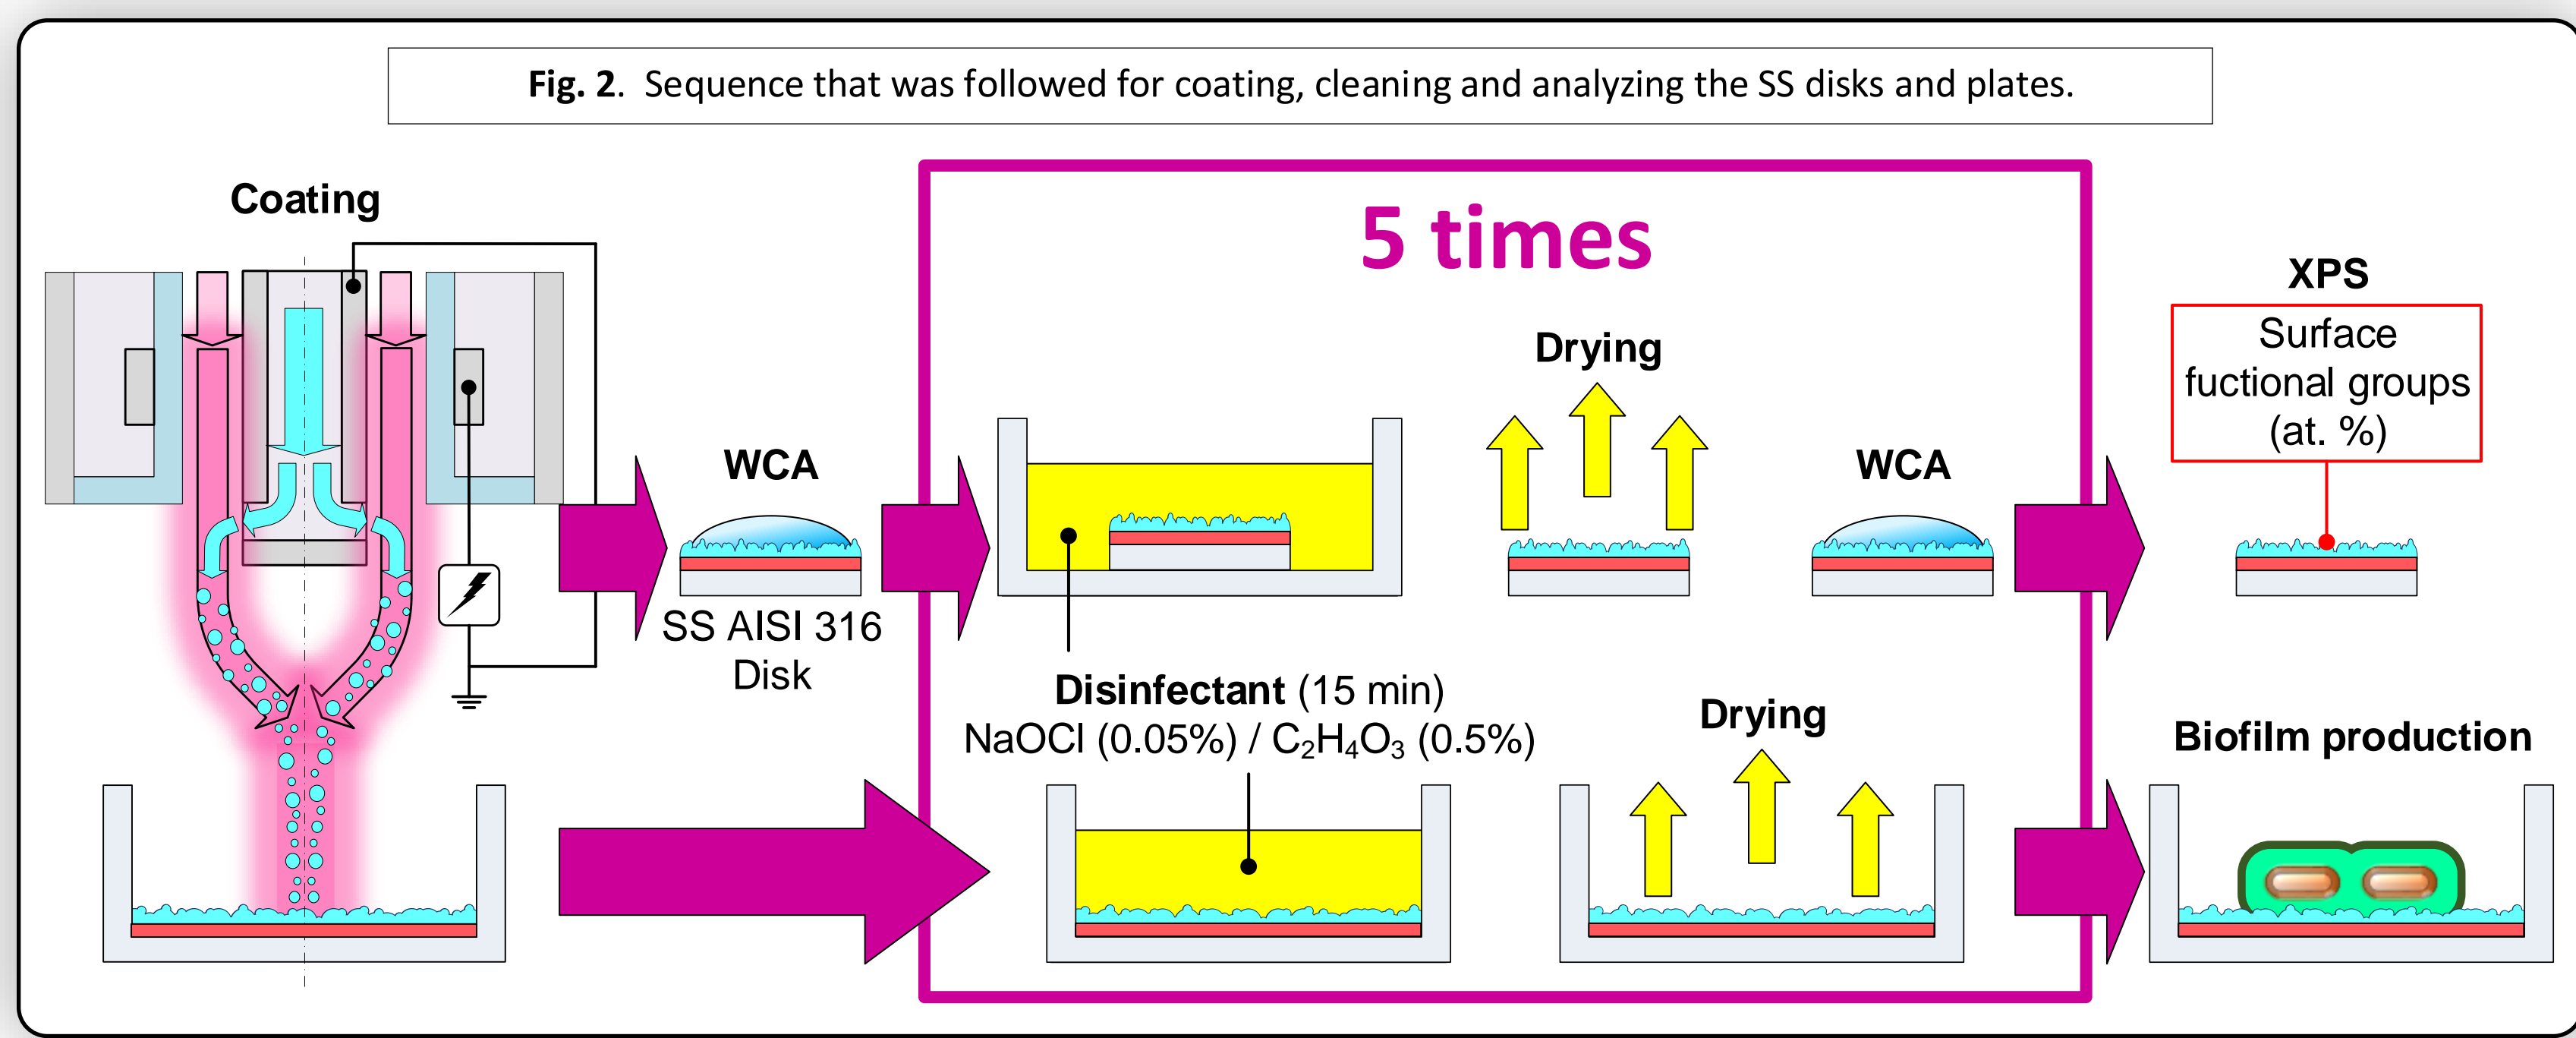 Fig. 2. Sequence that was followed for coating, cleaning and analyzing the SS disks and plates.
Coating
5 times
XPS
Surface
fuctional groups
(at. %)
Drying
WCA
WCA
SS AISI 316
Disk
Disinfectant (15 min)
NaOCl (0.05%) / C₂H₄O₃ (0.5%)
Drying
Biofilm production